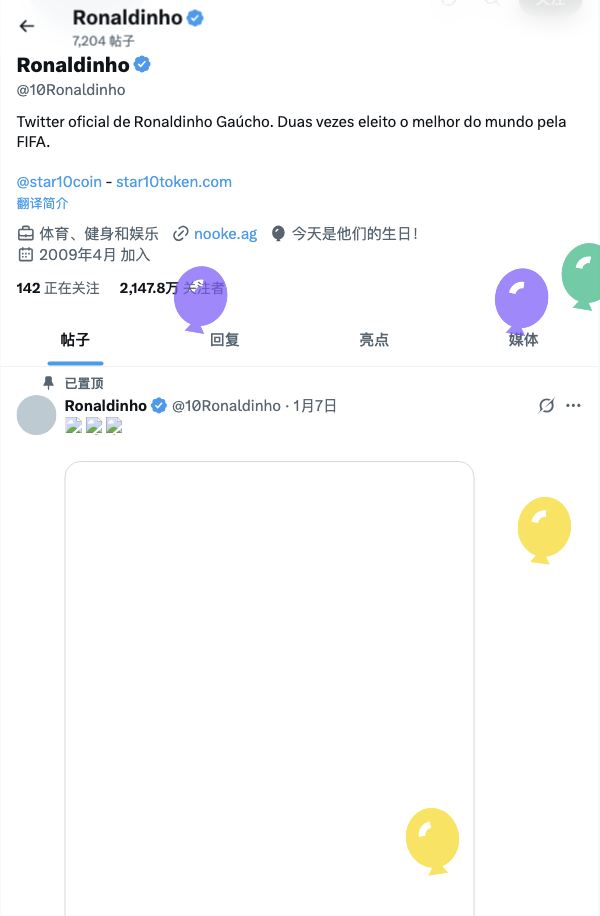 Ronaldinho
7,204 帖子
关注
Ronaldinho
@10Ronaldinho
Twitter oficial de Ronaldinho Gaúcho. Duas vezes eleito o melhor do mundo pela
FIFA.
@star10coin - star10token.com
翻译简介
体育、健身和娱乐 nooke.ag 今天是他们的生日！
2009年4月 加入
142 正在关注 2,147.8万 关注者
帖子 回复 亮点 媒体
已置顶
Ronaldinho @10Ronaldinho · 1月7日